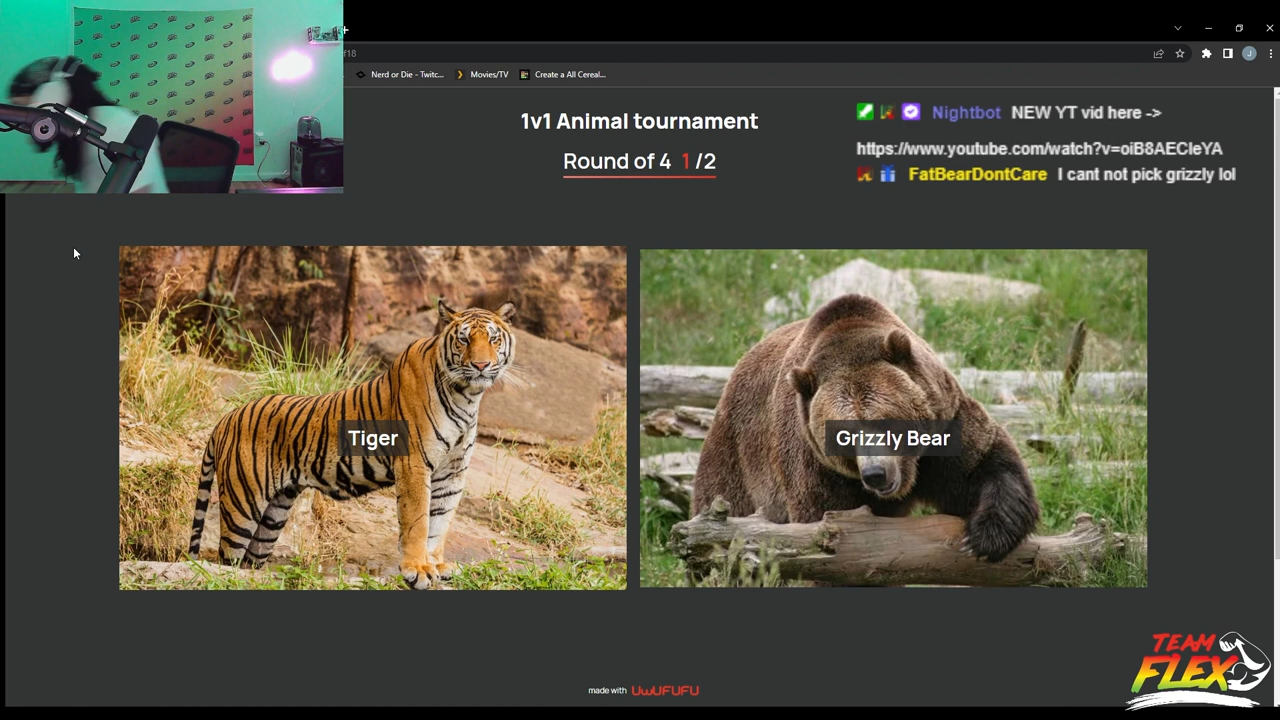 f18
Nerd or Die - Twitc...
Movies/TV
Create a All Cereal...
J
1v1 Animal tournament
Round of 4 1 /2
Nightbot NEW YT vid here ->
https://www.youtube.com/watch?v=oiB8AECIeYA
FatBearDontCare I cant not pick grizzly lol
Tiger
Grizzly Bear
made with UwUFUFU
TEAM
FLEX